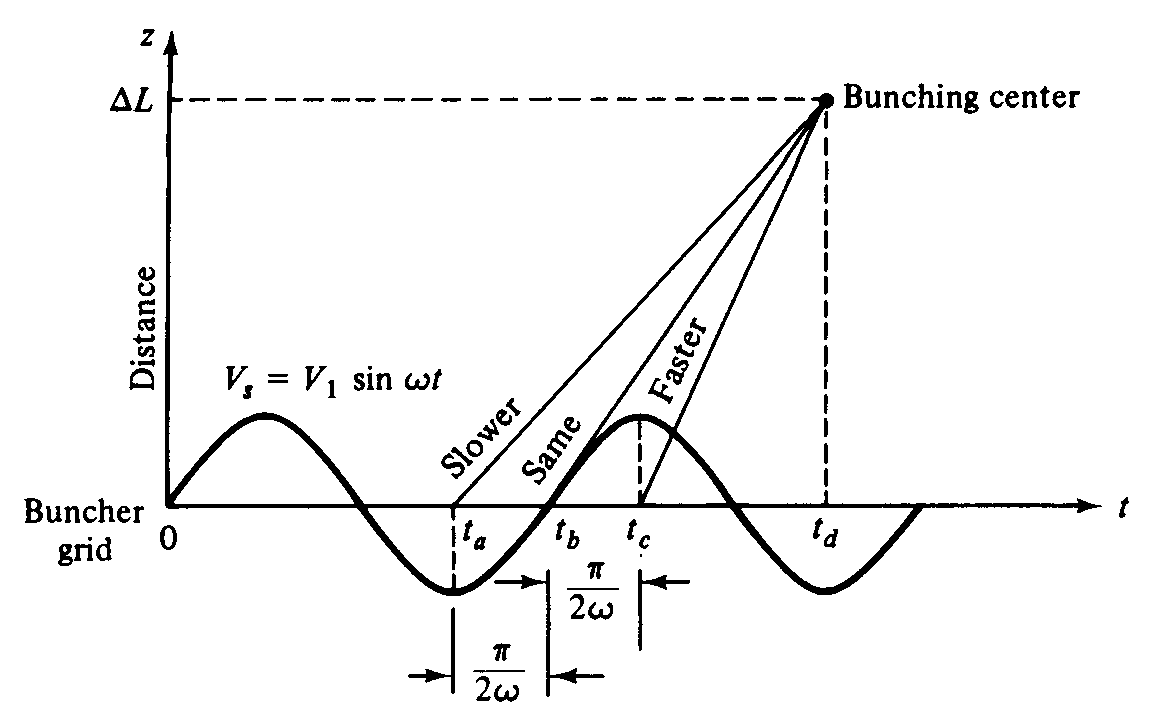 z
ΔL
Bunching center
Distance
V_s = V_1 sin ωt
Slower
Same
Faster
Buncher
grid
0
t_a
t_b
t_c
t_d
t
π
2ω
π
2ω